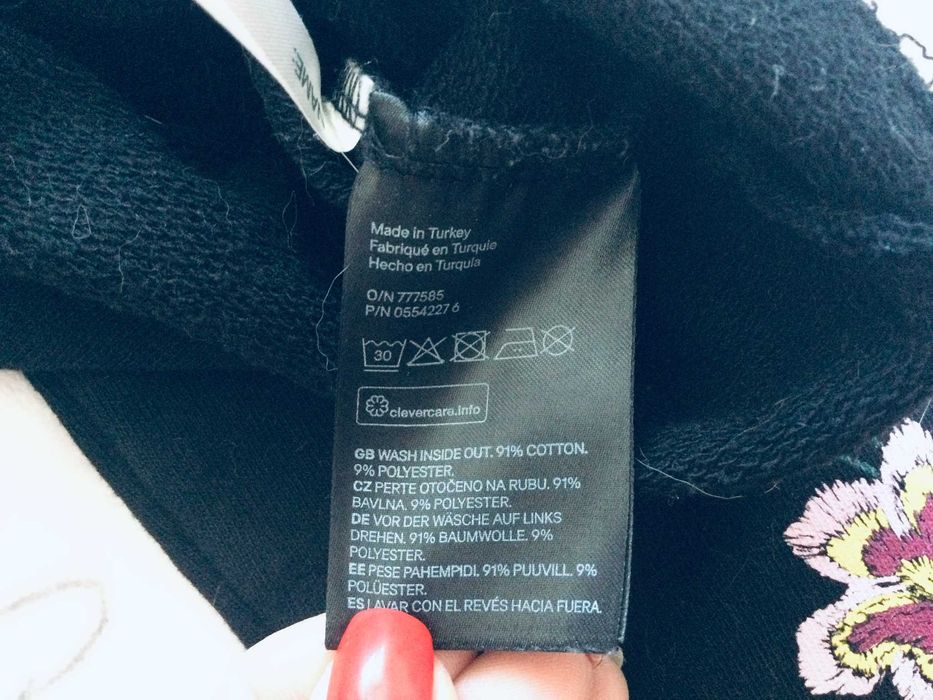 NAME:
Made in Turkey
Fabriqué en Turquie
Hecho en Turquía
O/N 777585
P/N 0554227 6
30
clevercare.info
GB WASH INSIDE OUT. 91% COTTON.
9% POLYESTER.
CZ PERTE OTOČENO NA RUBU. 91%
BAVLNA. 9% POLYESTER.
DE VOR DER WÄSCHE AUF LINKS
DREHEN. 91% BAUMWOLLE. 9%
POLYESTER.
EE PESE PAHEMPIDI. 91% PUUVILL. 9%
POLÜESTER.
ES LAVAR CON EL REVÉS HACIA FUERA.